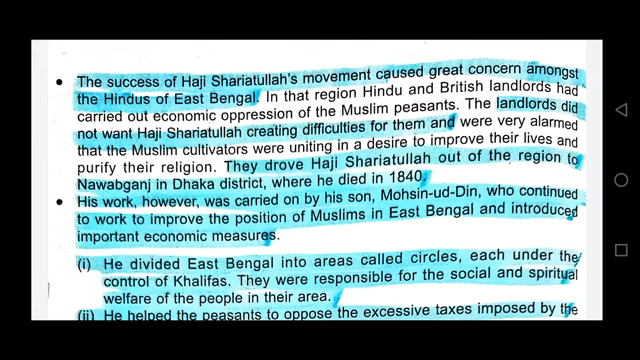 • The success of Haji Shariatullah's movement caused great concern amongst
the Hindus of East Bengal. In that region Hindu and British landlords had
carried out economic oppression of the Muslim peasants. The landlords did
not want Haji Shariatullah creating difficulties for them and were very alarmed
that the Muslim cultivators were uniting in a desire to improve their lives and
purify their religion. They drove Haji Shariatullah out of the region to
Nawabganj in Dhaka district, where he died in 1840.
• His work, however, was carried on by his son, Mohsin-ud-Din, who continued
to work to improve the position of Muslims in East Bengal and introduced
important economic measures.
(i) He divided East Bengal into areas called circles, each under the
control of Khalifas. They were responsible for the social and spiritual
welfare of the people in their area.
(ii) He helped the peasants to oppose the excessive taxes imposed by the